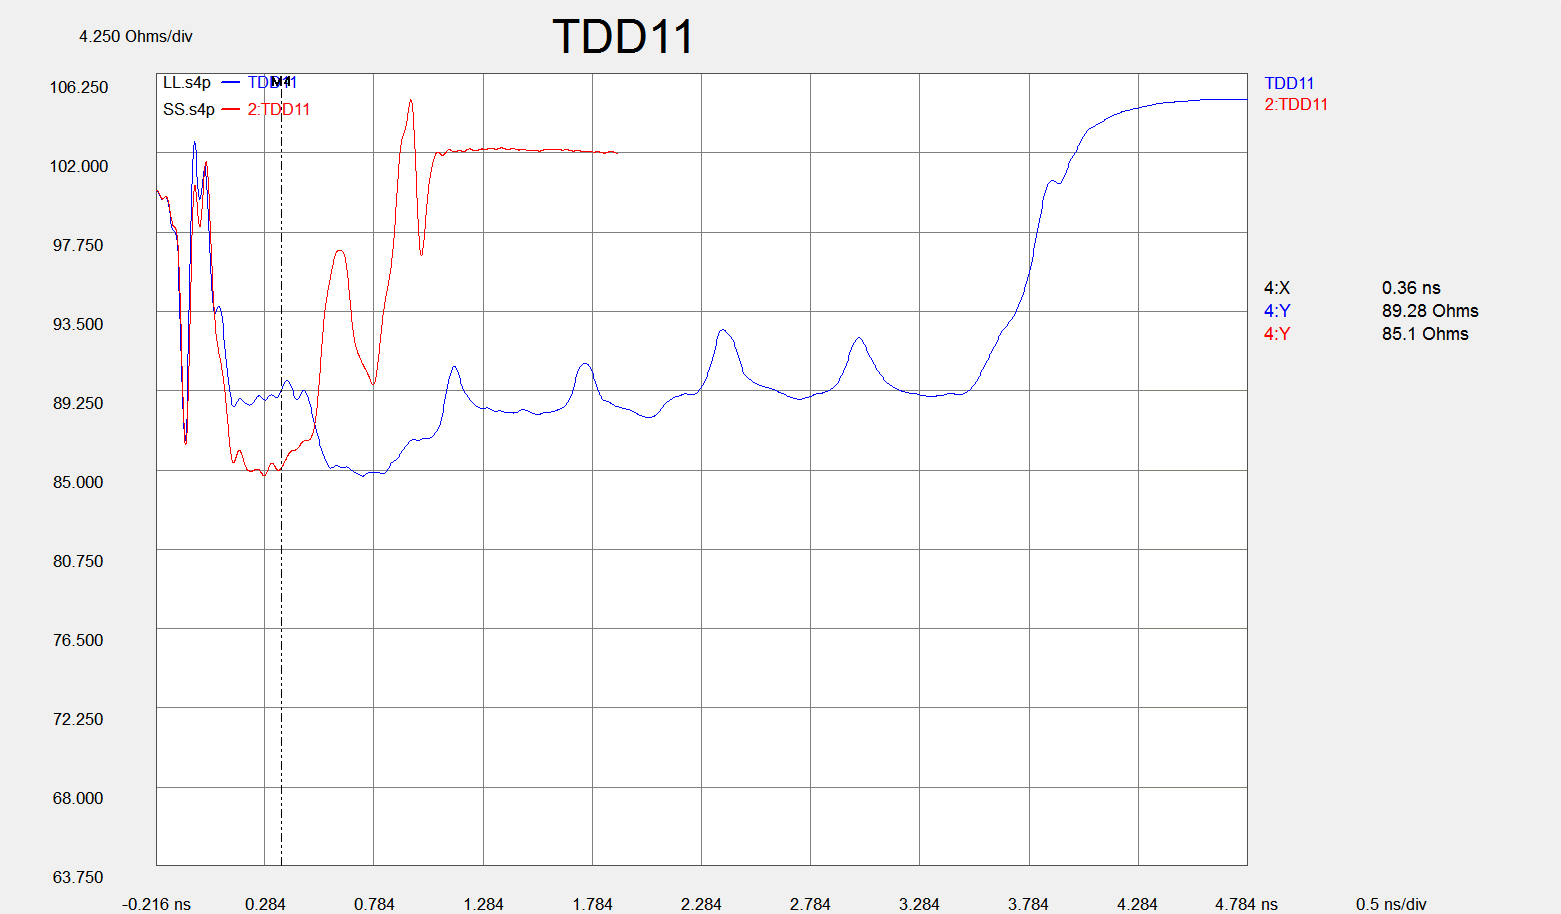 TDD11
4.250 Ohms/div
106.250
102.000
97.750
93.500
89.250
85.000
80.750
76.500
72.250
68.000
63.750
LL.s4p TDD11
M4
SS.s4p 2:TDD11
TDD11
2:TDD11
4:X 0.36 ns
4:Y 89.28 Ohms
4:Y 85.1 Ohms
-0.216 ns 0.284 0.784 1.284 1.784 2.284 2.784 3.284 3.784 4.284 4.784 ns 0.5 ns/div